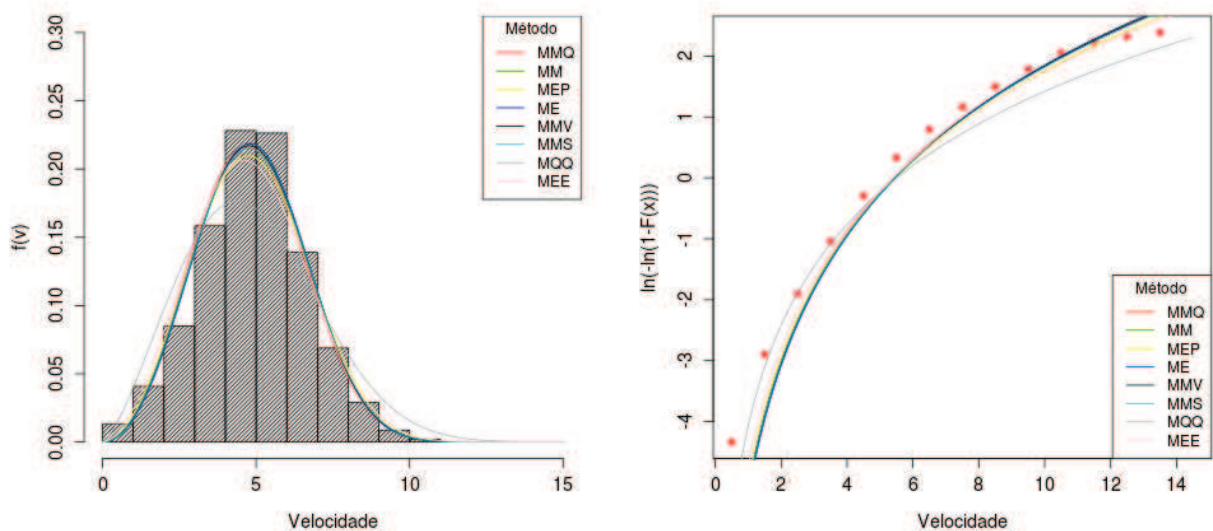 f(v)
0.00
0.05
0.10
0.15
0.20
0.25
0.30
0
5
10
15
Velocidade
Método
MMQ
MM
MEP
ME
MMV
MMS
MQQ
MEE
ln(-ln(1-F(x)))
-4
-3
-2
-1
0
1
2
0
2
4
6
8
10
12
14
Velocidade
Método
MMQ
MM
MEP
ME
MMV
MMS
MQQ
MEE